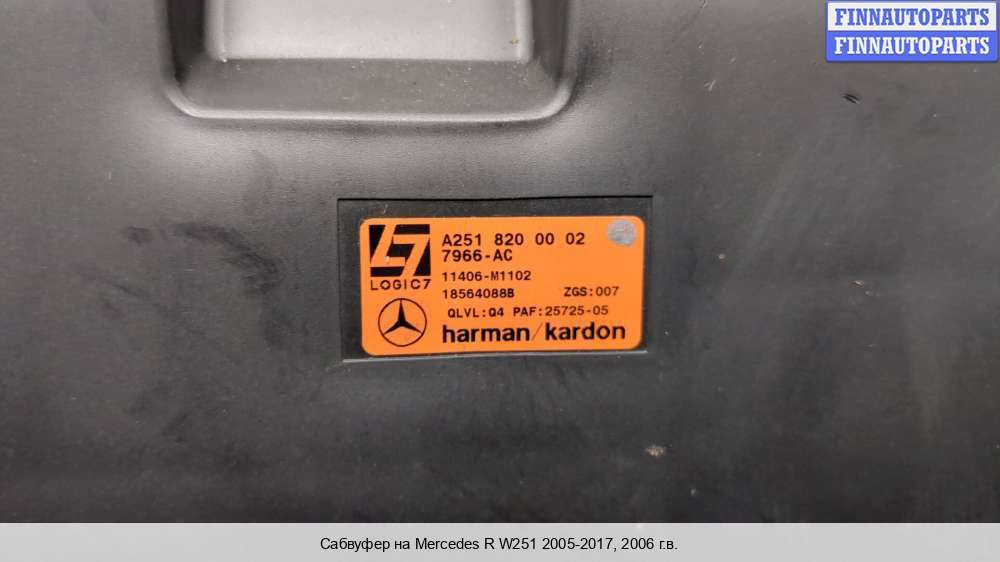 FINNAUTOPARTS
FINNAUTOPARTS
A251 820 00 02
7966-AC
LOGIC7
11406-M1102
18564088B ZGS:007
QLVL:Q4 PAF:25725-05
harman/kardon
Сабвуфер на Mercedes R W251 2005-2017, 2006 г.в.